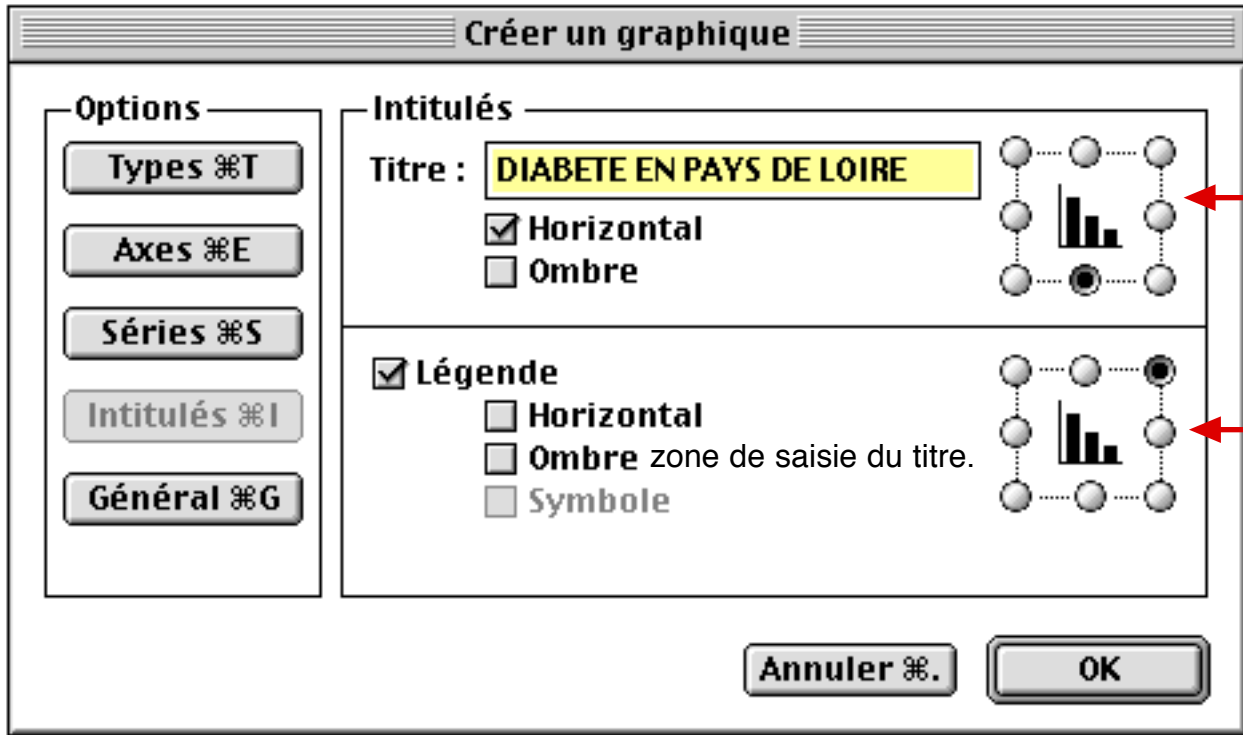 Créer un graphique
Options
Types ⌘T
Axes ⌘E
Séries ⌘S
Intitulés ⌘I
Général ⌘G
Intitulés
Titre : DIABETE EN PAYS DE LOIRE
Horizontal
Ombre
Légende
Horizontal
Ombre zone de saisie du titre.
Symbole
Annuler ⌘.
OK